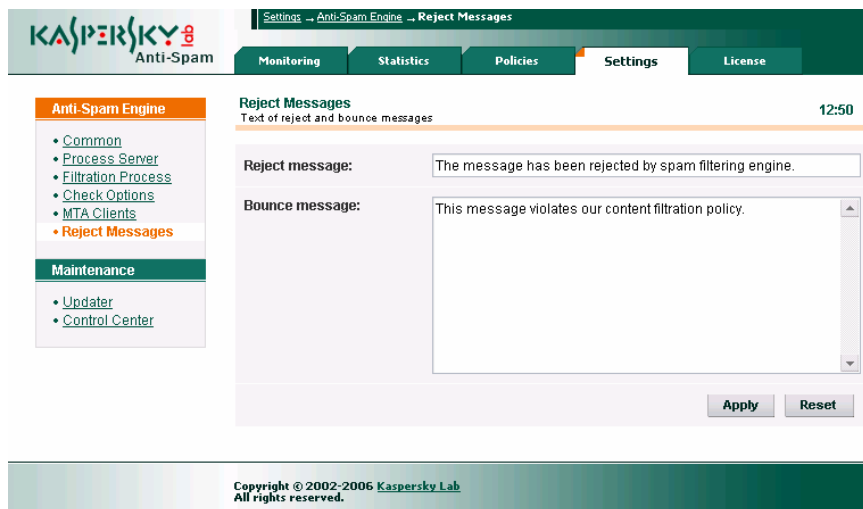 Settings → Anti-Spam Engine → Reject Messages
KASPERSKY lab
Anti-Spam
Monitoring Statistics Policies Settings License
Anti-Spam Engine
• Common
• Process Server
• Filtration Process
• Check Options
• MTA Clients
• Reject Messages
Maintenance
• Updater
• Control Center
Reject Messages
12:50
Text of reject and bounce messages
Reject message:
The message has been rejected by spam filtering engine.
Bounce message:
This message violates our content filtration policy.
Apply Reset
Copyright © 2002-2006 Kaspersky Lab
All rights reserved.